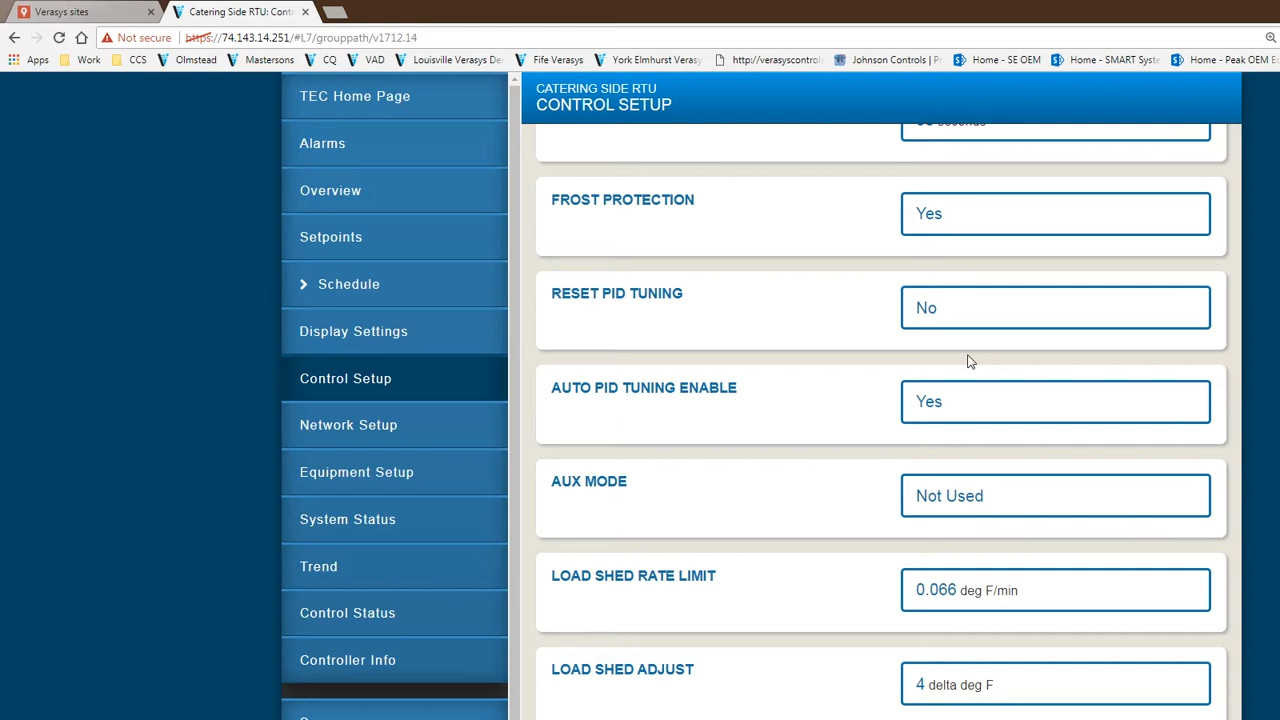 Verasys sites
Catering Side RTU: Contr
Not secure
https://74.143.14.251/#L7/grouppath/v1712.14
Apps
Work
CCS
Olmstead
Mastersons
CQ
VAD
Louisville Verasys De
Fife Verasys
York Elmhurst Verasy
http://verasyscontrol
Johnson Controls | Pr
Home - SE OEM
Home - SMART Syste
Home - Peak OEM Ec
TEC Home Page
Alarms
Overview
Setpoints
Schedule
Display Settings
Control Setup
Network Setup
Equipment Setup
System Status
Trend
Control Status
Controller Info
CATERING SIDE RTU
CONTROL SETUP
seconds
FROST PROTECTION
Yes
RESET PID TUNING
No
AUTO PID TUNING ENABLE
Yes
AUX MODE
Not Used
LOAD SHED RATE LIMIT
0.066 deg F/min
LOAD SHED ADJUST
4 delta deg F